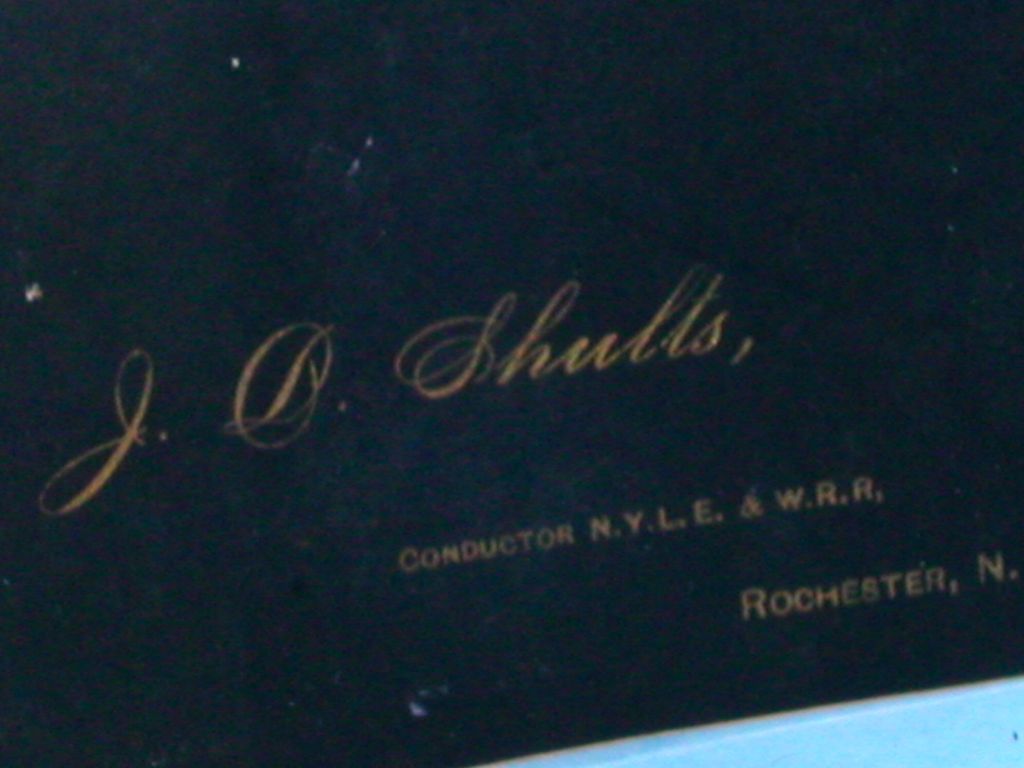 J. D. Shults,
CONDUCTOR N.Y.L.E. & W.R.R,
ROCHESTER, N.